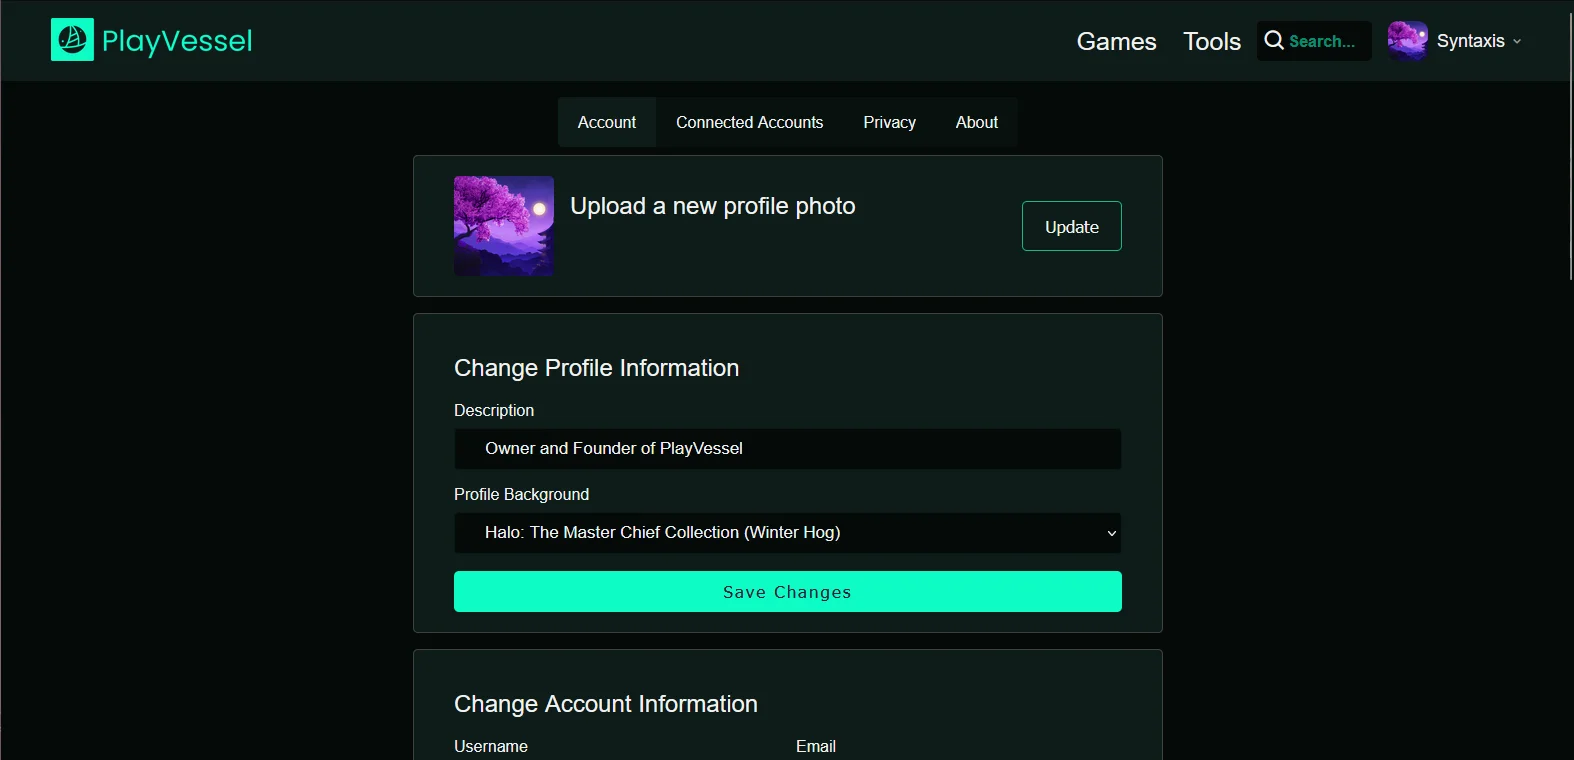 PlayVessel
Games
Tools
Search...
Syntaxis
Account
Connected Accounts
Privacy
About
Upload a new profile photo
Update
Change Profile Information
Description
Owner and Founder of PlayVessel
Profile Background
Halo: The Master Chief Collection (Winter Hog)
Save Changes
Change Account Information
Username
Email